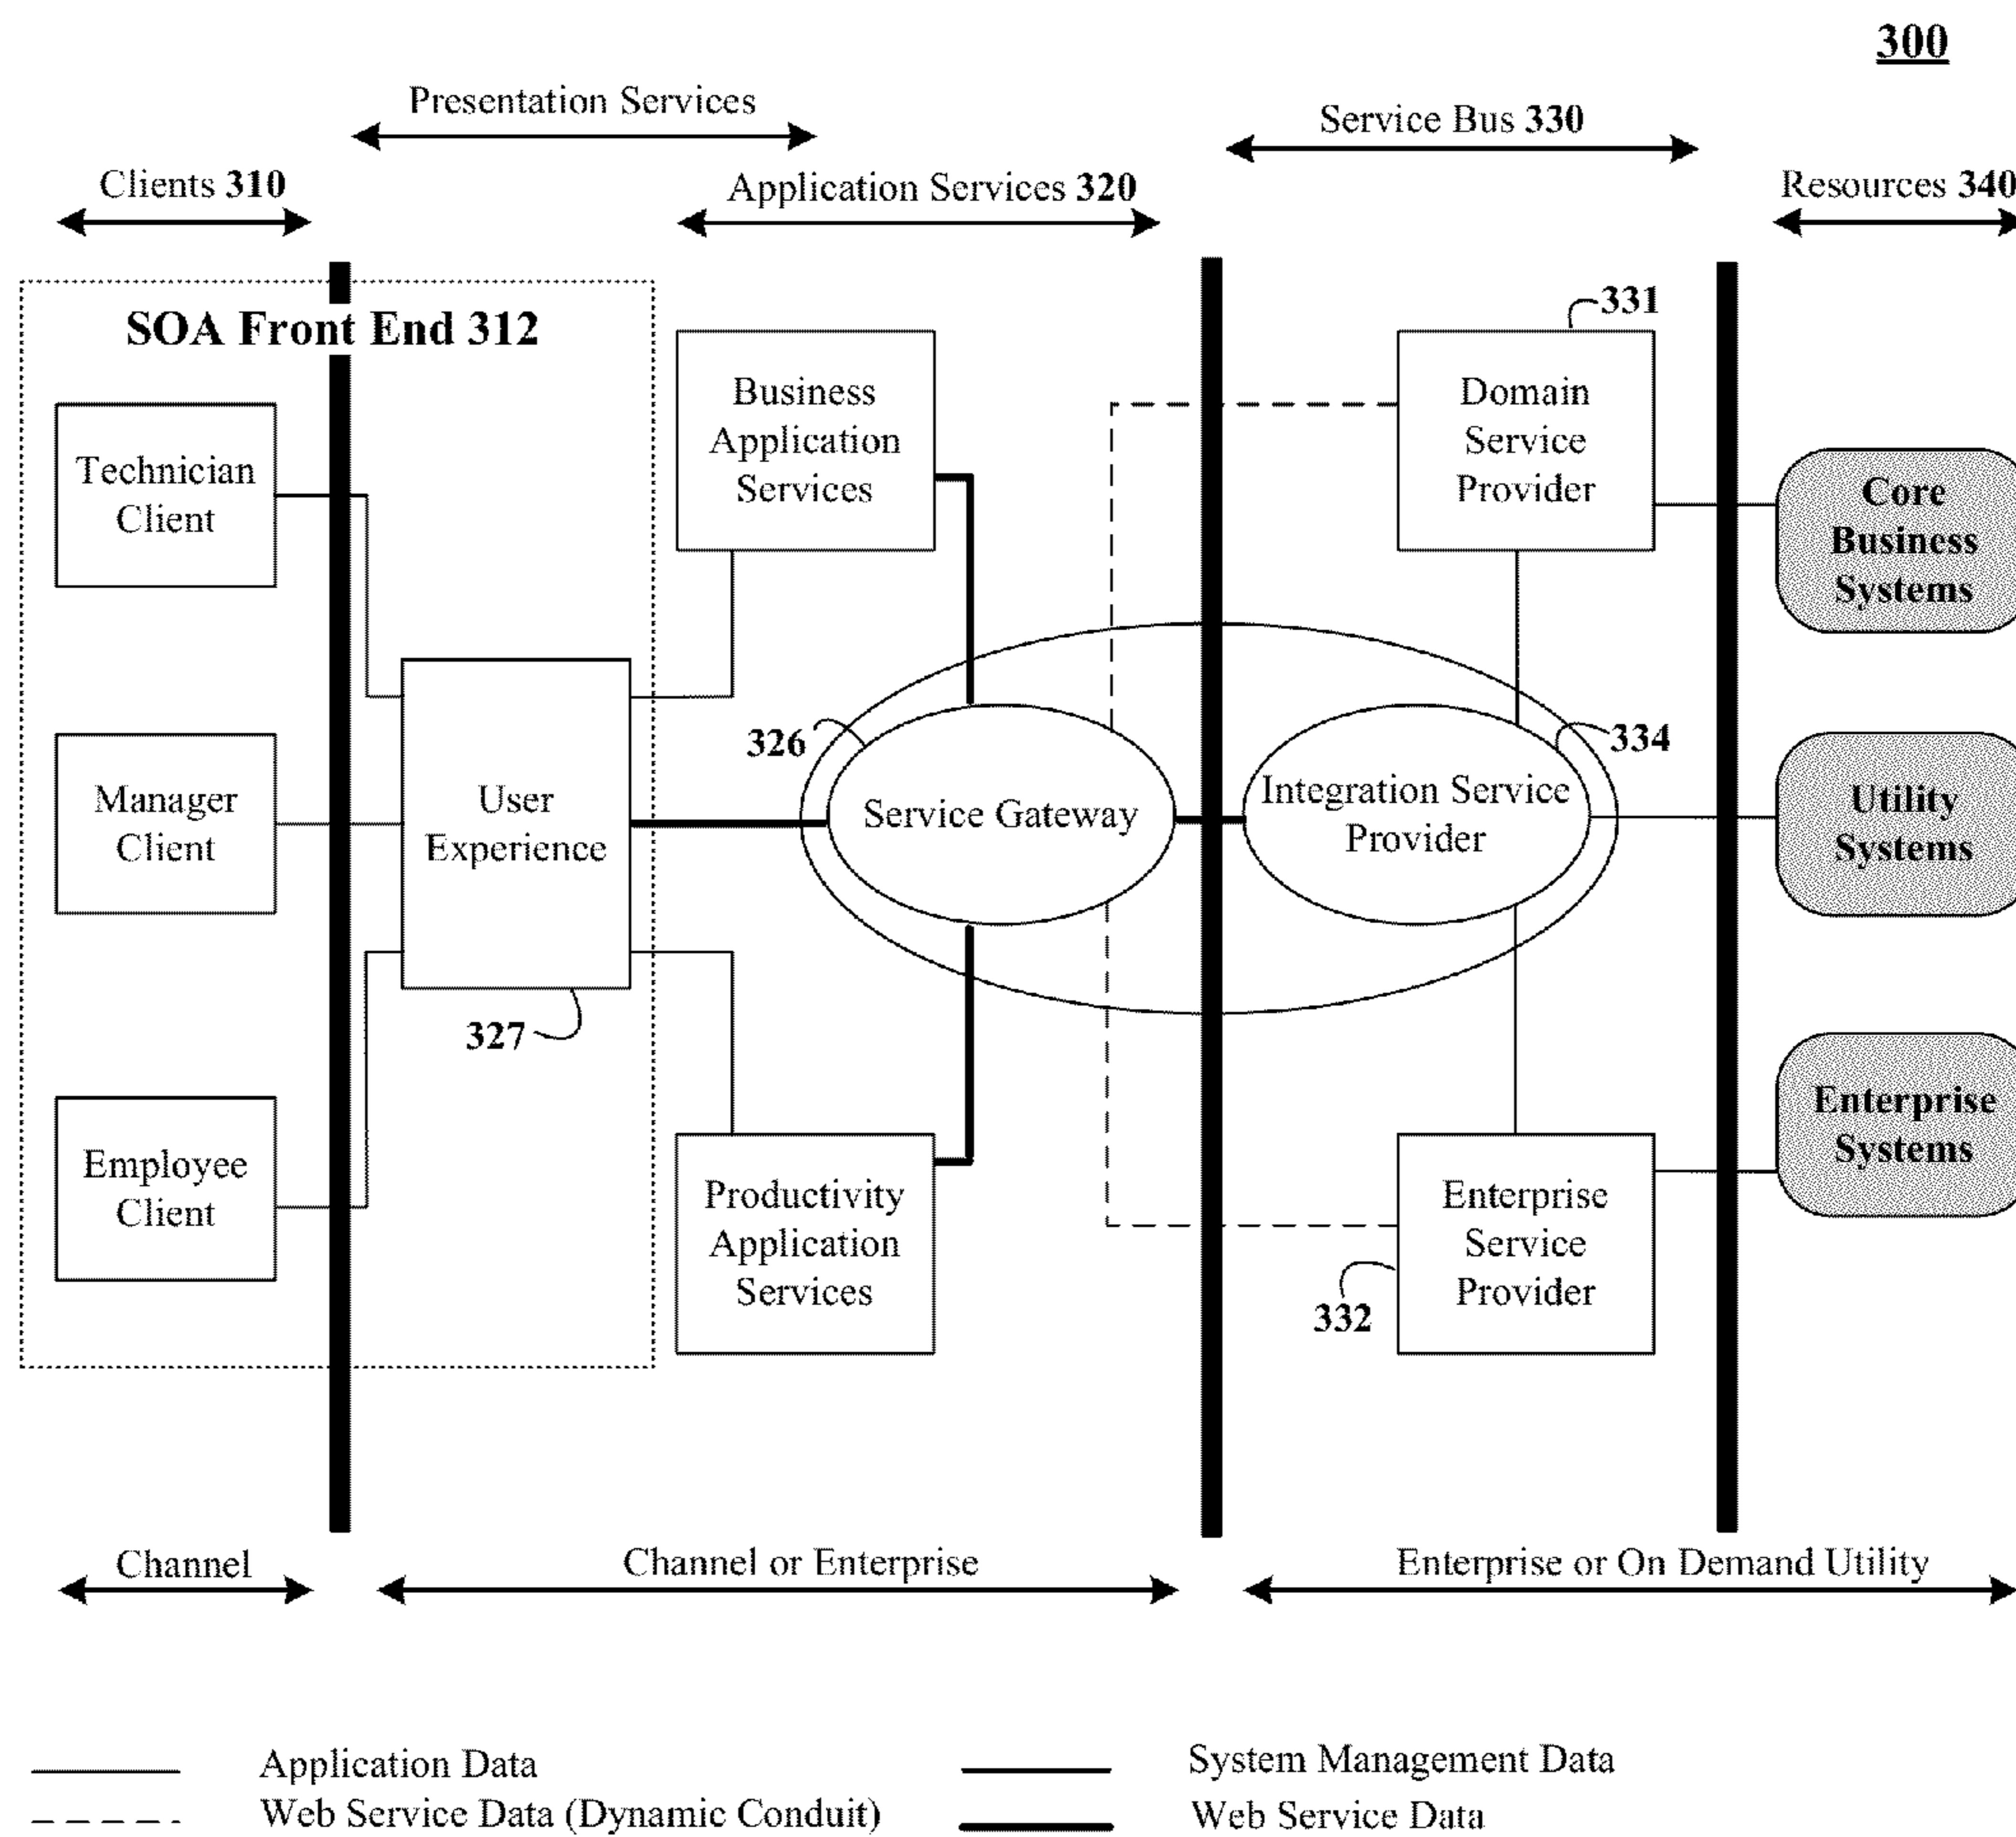 300
Presentation Services
Service Bus 330
Clients 310
Application Services 320
Resources 340
SOA Front End 312
331
Technician
Client
Business
Application
Services
Domain
Service
Provider
Core
Business
Systems
326
334
Manager
Client
User
Experience
Service Gateway
Integration Service
Provider
Utility
Systems
327
Employee
Client
Productivity
Application
Services
Enterprise
Service
Provider
332
Enterprise
Systems
Channel
Channel or Enterprise
Enterprise or On Demand Utility
Application Data
System Management Data
Web Service Data (Dynamic Conduit)
Web Service Data